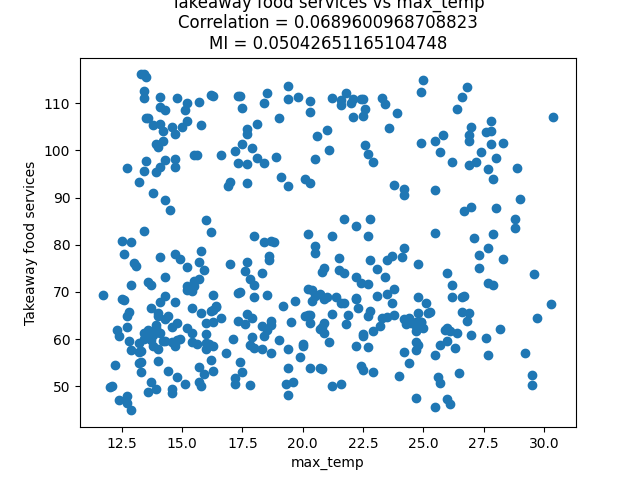 Takeaway food services vs max_temp
Correlation = 0.0689600968708823
MI = 0.05042651165104748
110
100
90
80
70
60
50
Takeaway food services
12.5 15.0 17.5 20.0 22.5 25.0 27.5 30.0
max_temp